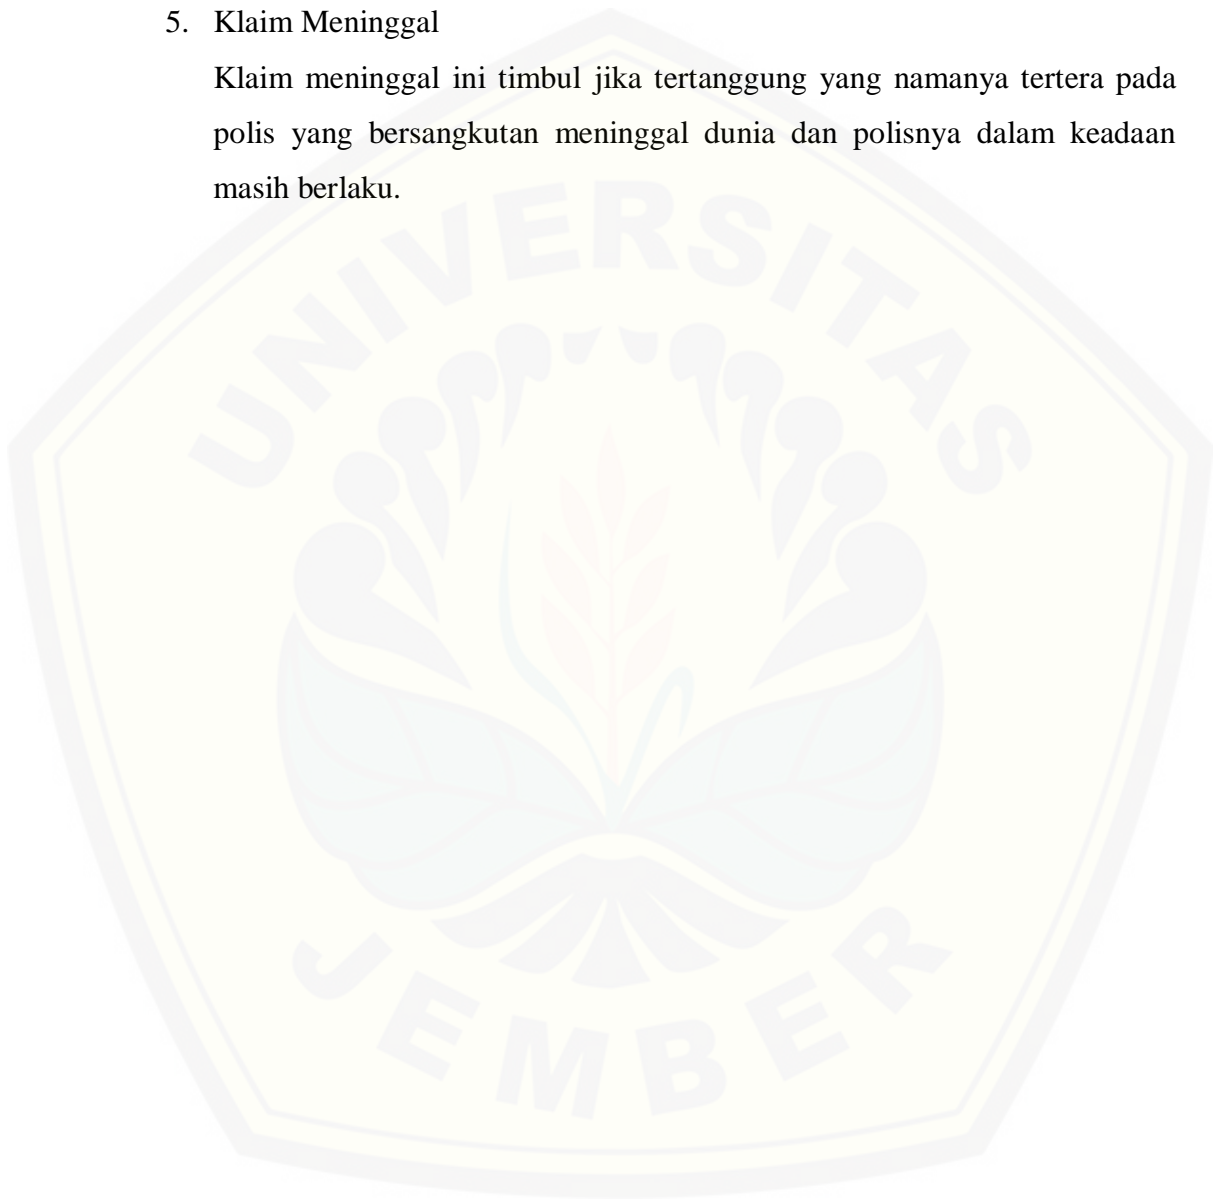 5. Klaim Meninggal
Klaim meninggal ini timbul jika tertanggung yang namanya tertera pada
polis yang bersangkutan meninggal dunia dan polisnya dalam keadaan
masih berlaku.
UNIVERSITAS
JEMBER